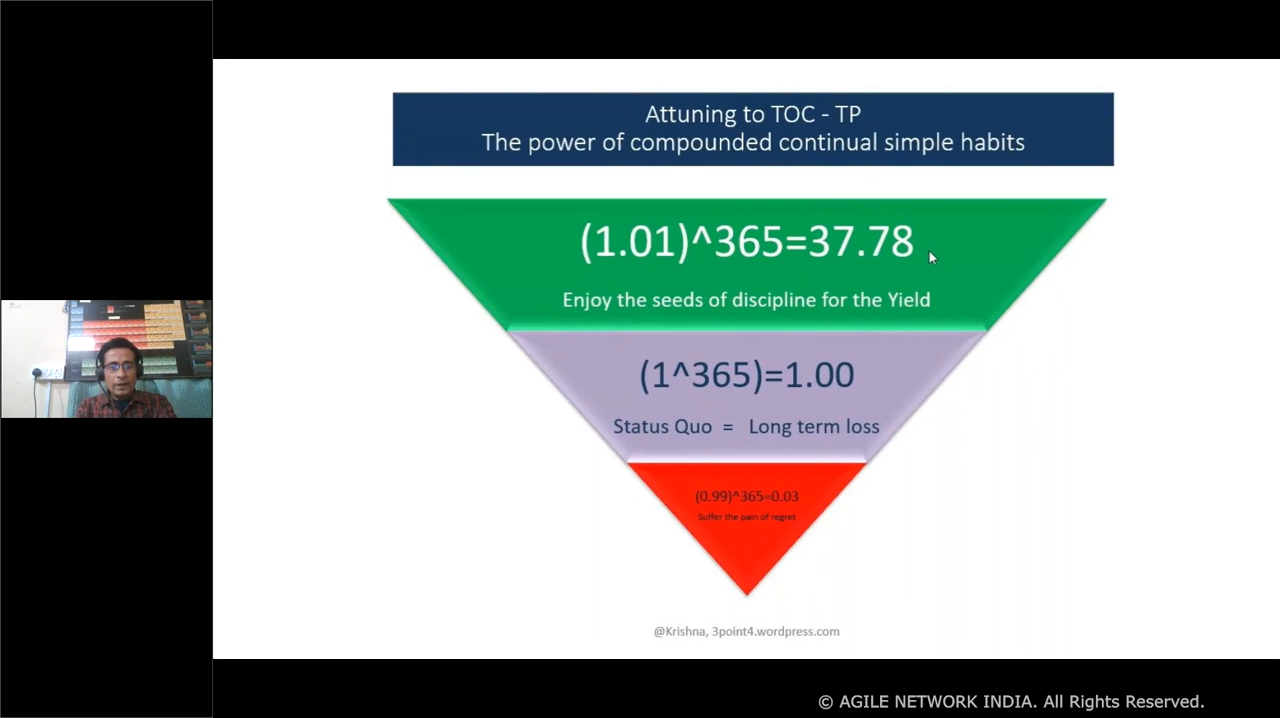 Attuning to TOC - TP
The power of compounded continual simple habits
(1.01)^365=37.78
Enjoy the seeds of discipline for the Yield
(1^365)=1.00
Status Quo = Long term loss
(0.99)^365=0.03
Suffer the pain of regret
@Krishna, 3point4.wordpress.com
© AGILE NETWORK INDIA. All Rights Reserved.